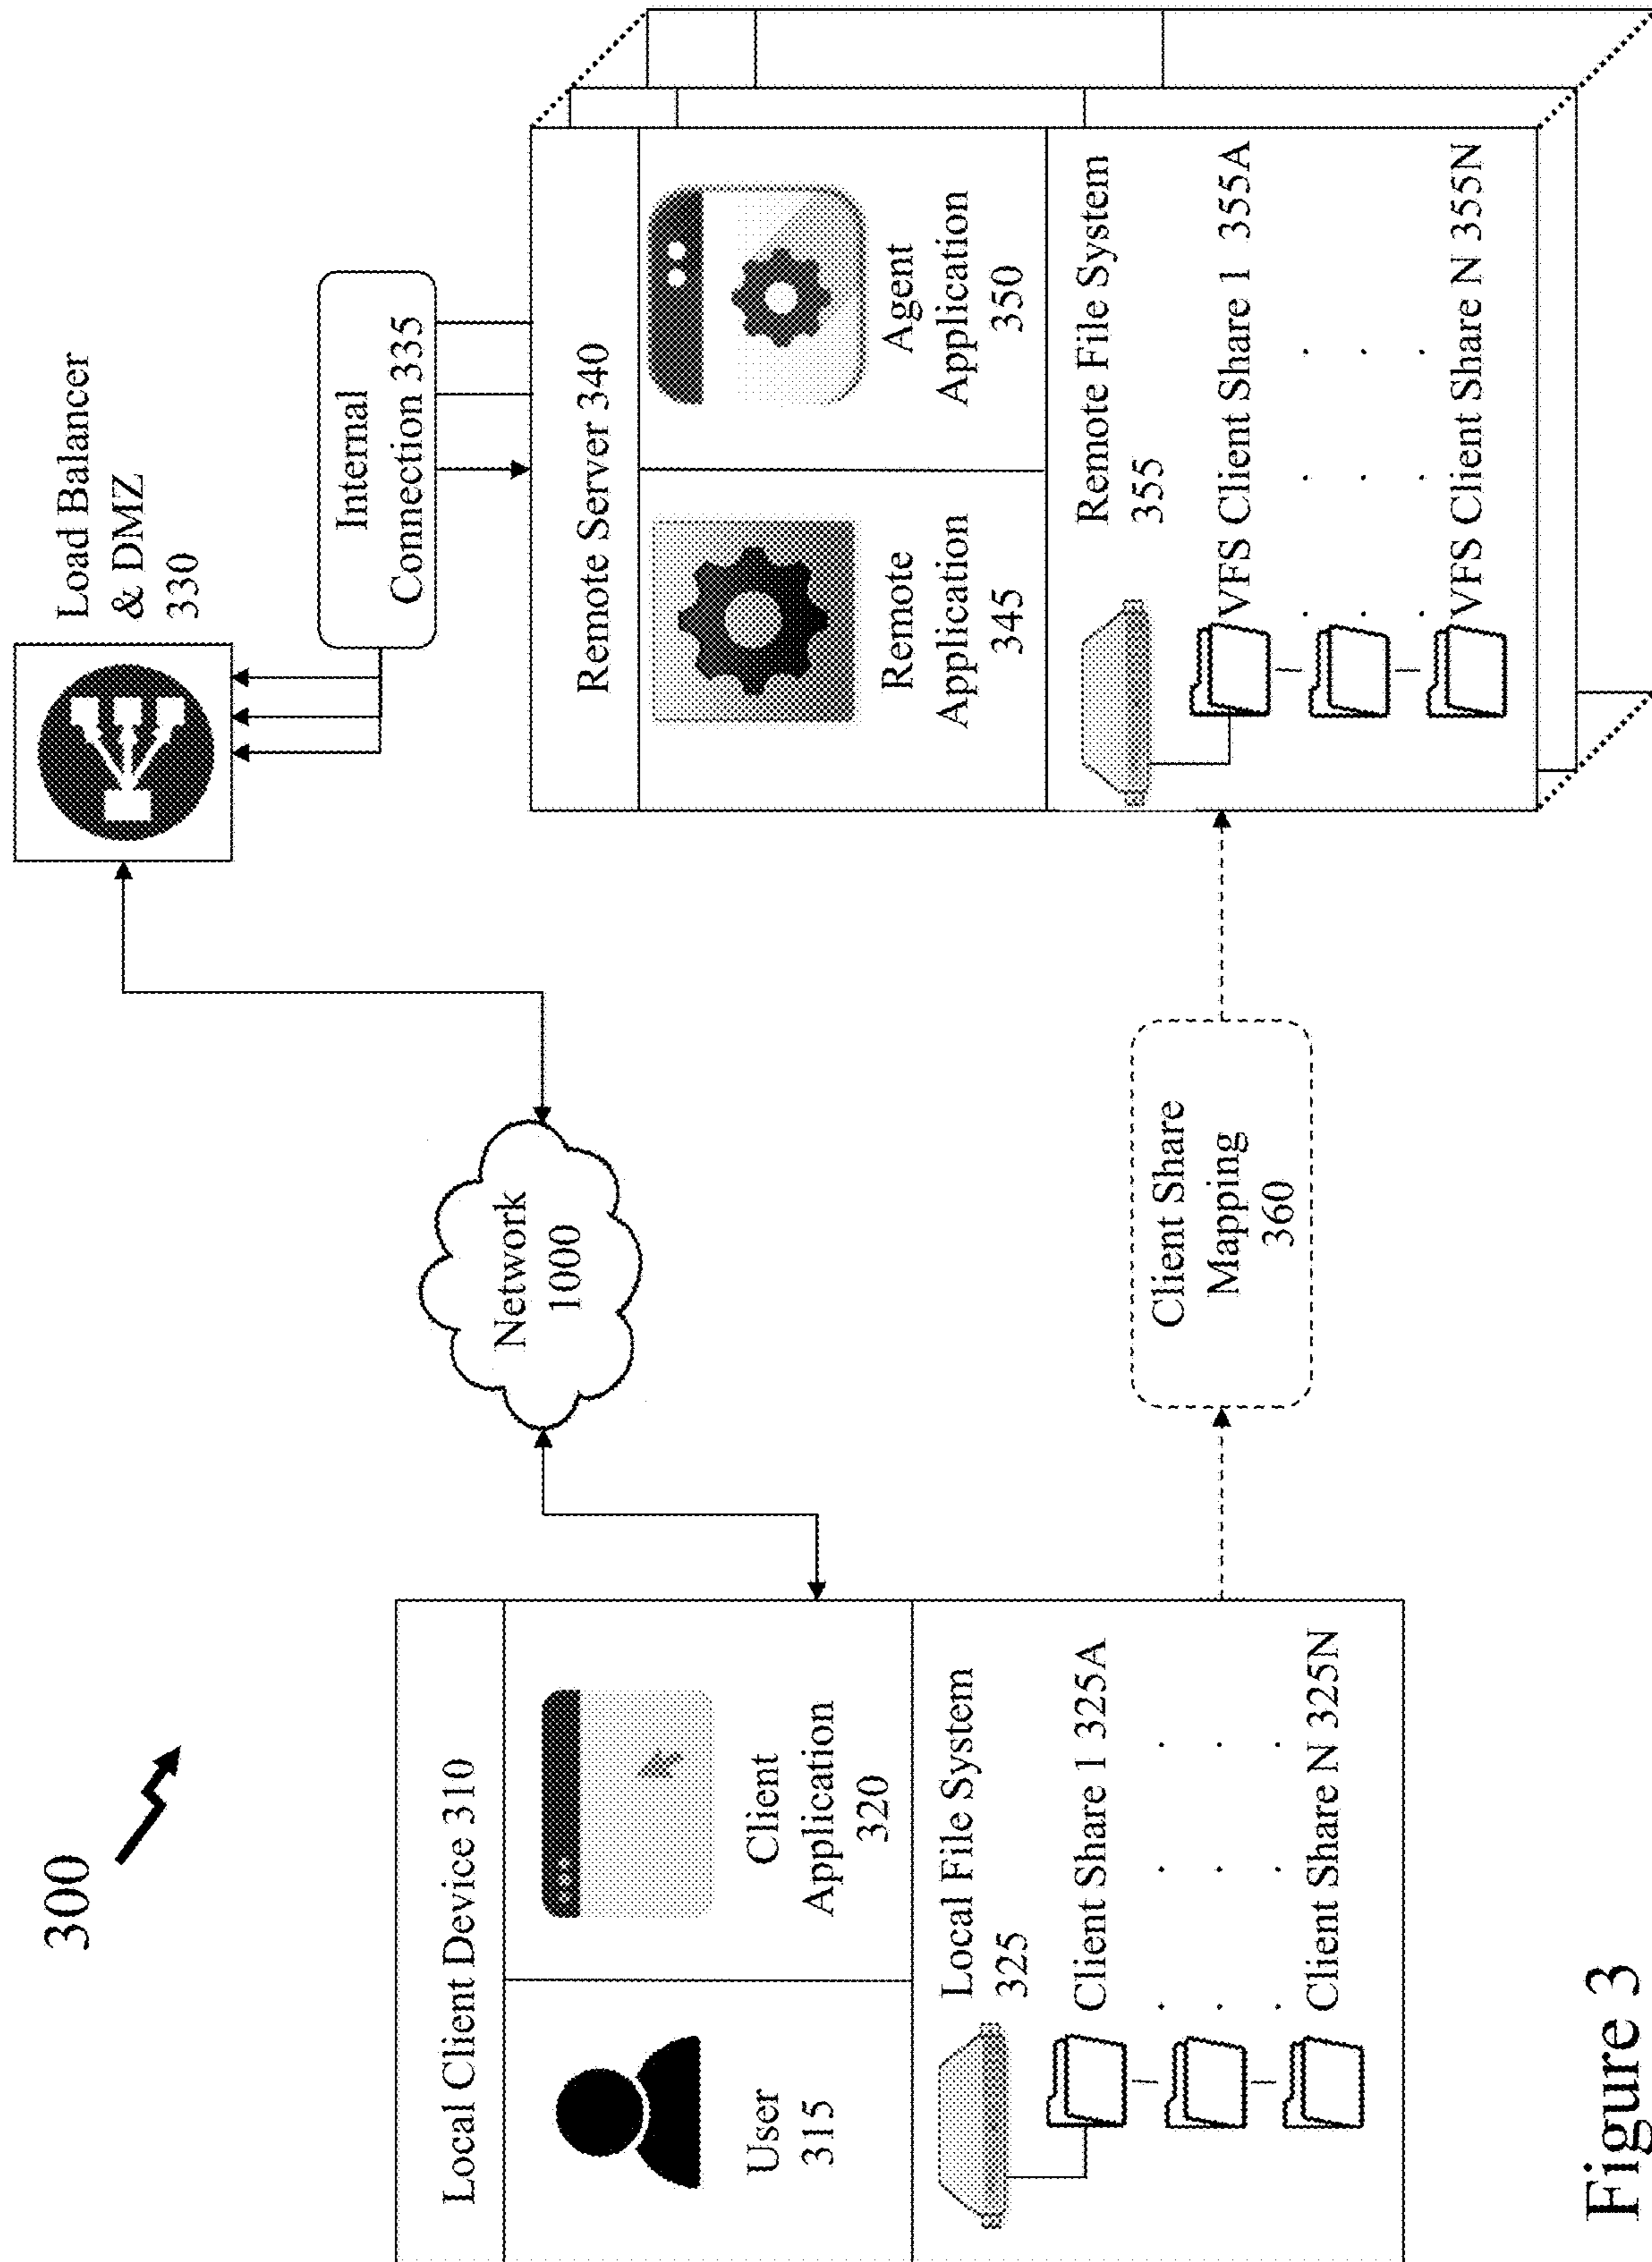 300
Local Client Device 310
User
315
Client
Application
320
Local File System
325
Client Share 1 325A
Client Share N 325N
Network
1000
Client Share
Mapping
360
Load Balancer
& DMZ
330
Internal
Connection 335
Remote Server 340
Remote
Application
345
Agent
Application
350
Remote File System
355
VFS Client Share 1 355A
VFS Client Share N 355N
Figure 3